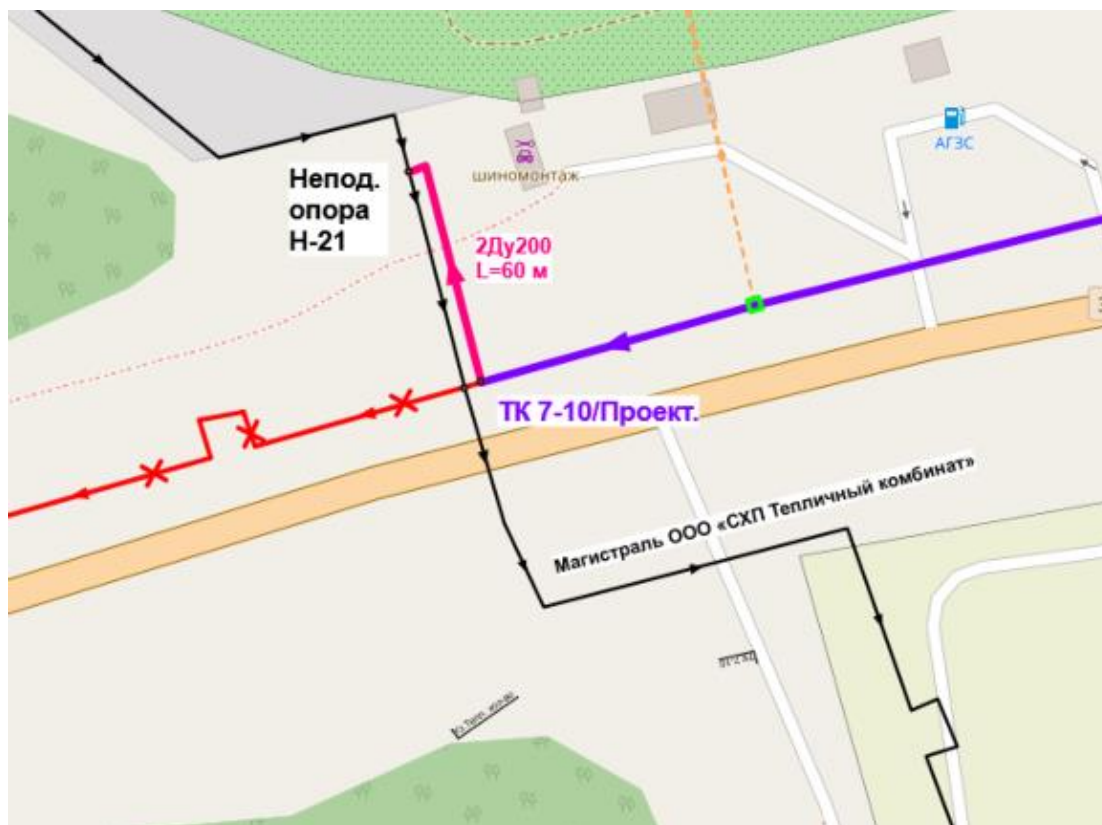 АГЗС
Непод.
опора
Н-21
шиномонтаж
2Ду200
L=60 м
ТК 7-10/Проект.
Магистраль ООО «СХП Тепличный комбинат»